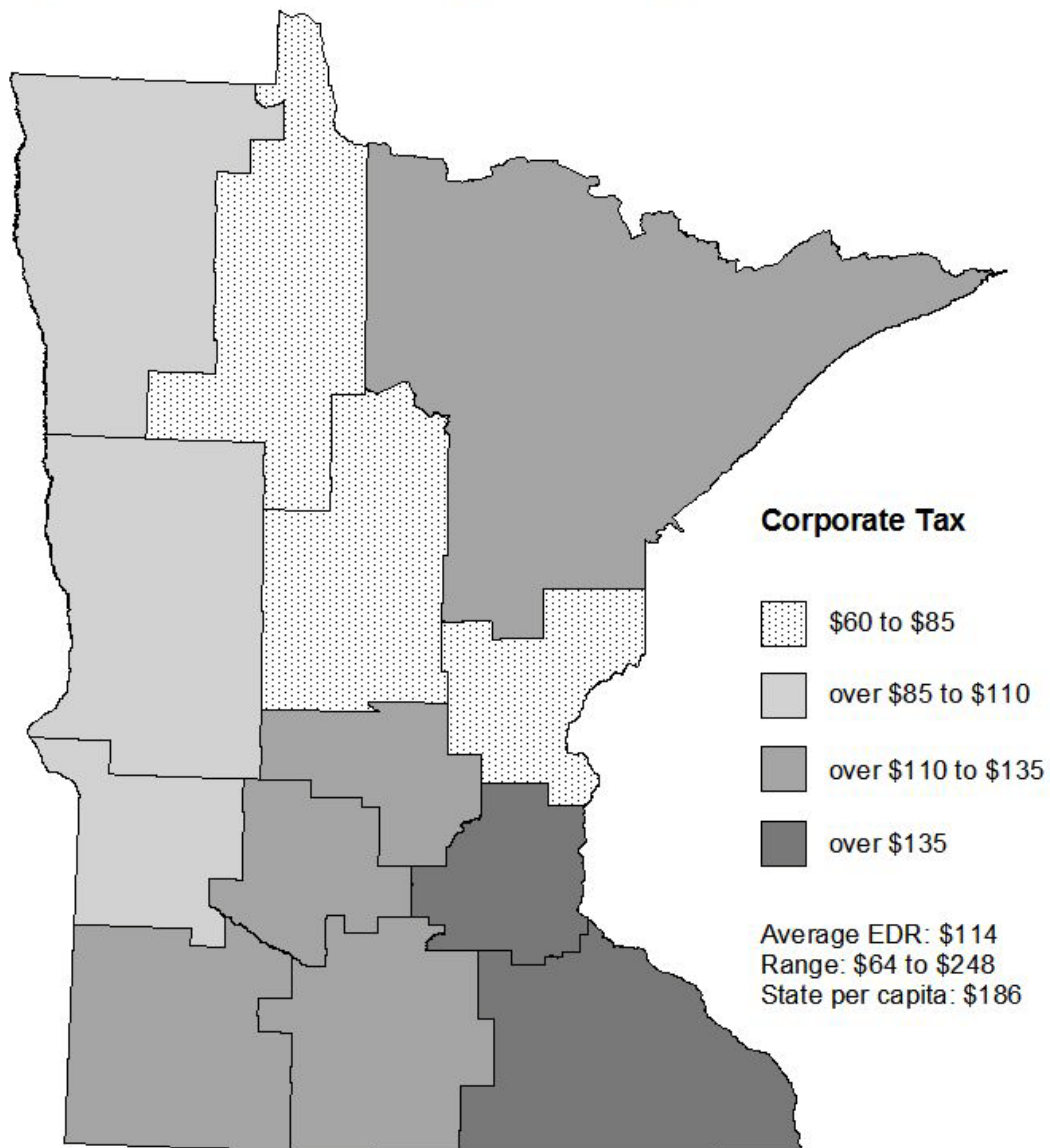 Corporate Tax
$60 to $85
over $85 to $110
over $110 to $135
over $135
Average EDR: $114
Range: $64 to $248
State per capita: $186